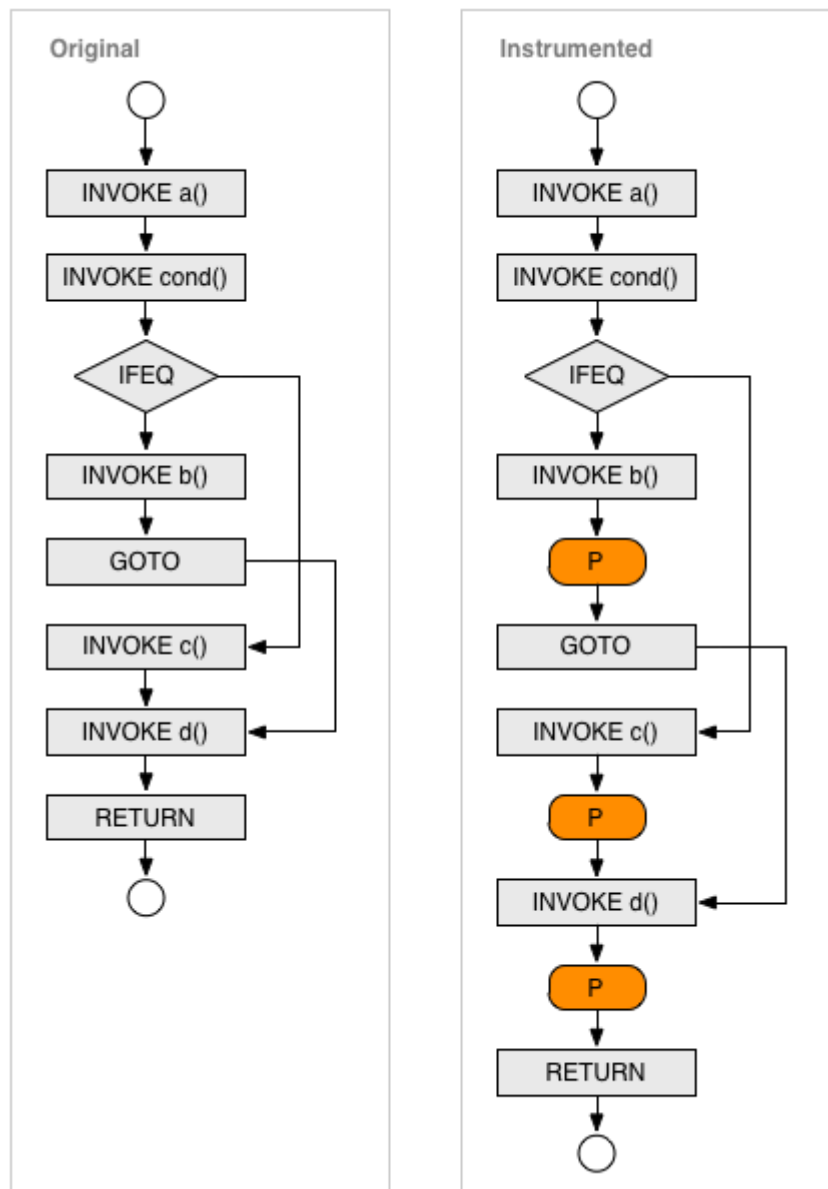 Original
INVOKE a()
INVOKE cond()
IFEQ
INVOKE b()
GOTO
INVOKE c()
INVOKE d()
RETURN
Instrumented
INVOKE a()
INVOKE cond()
IFEQ
INVOKE b()
P
GOTO
INVOKE c()
P
INVOKE d()
P
RETURN